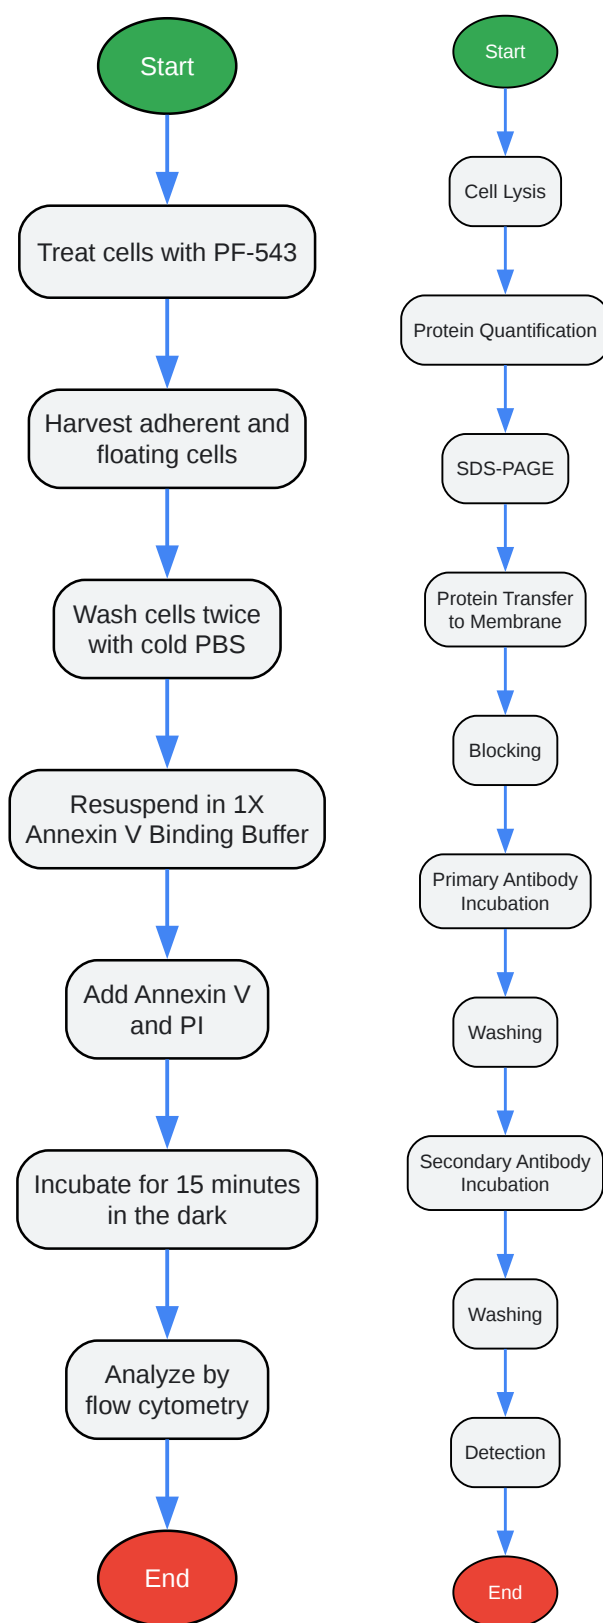 Start
Treat cells with PF-543
Harvest adherent and
floating cells
Wash cells twice
with cold PBS
Resuspend in 1X
Annexin V Binding Buffer
Add Annexin V
and PI
Incubate for 15 minutes
in the dark
Analyze by
flow cytometry
End
Start
Cell Lysis
Protein Quantification
SDS-PAGE
Protein Transfer
to Membrane
Blocking
Primary Antibody
Incubation
Washing
Secondary Antibody
Incubation
Washing
Detection
End